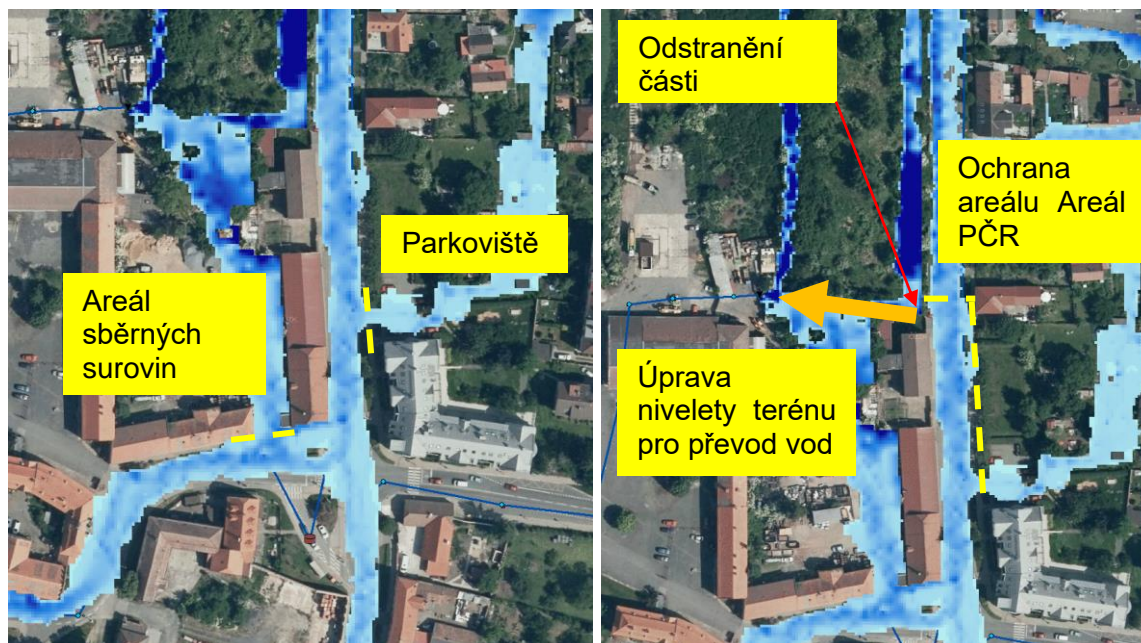 Parkoviště
Areál
sběrných
surovin
Odstranění
části
Ochrana
areálu Areál
PČR
Úprava
nivelety terénu
pro převod vod